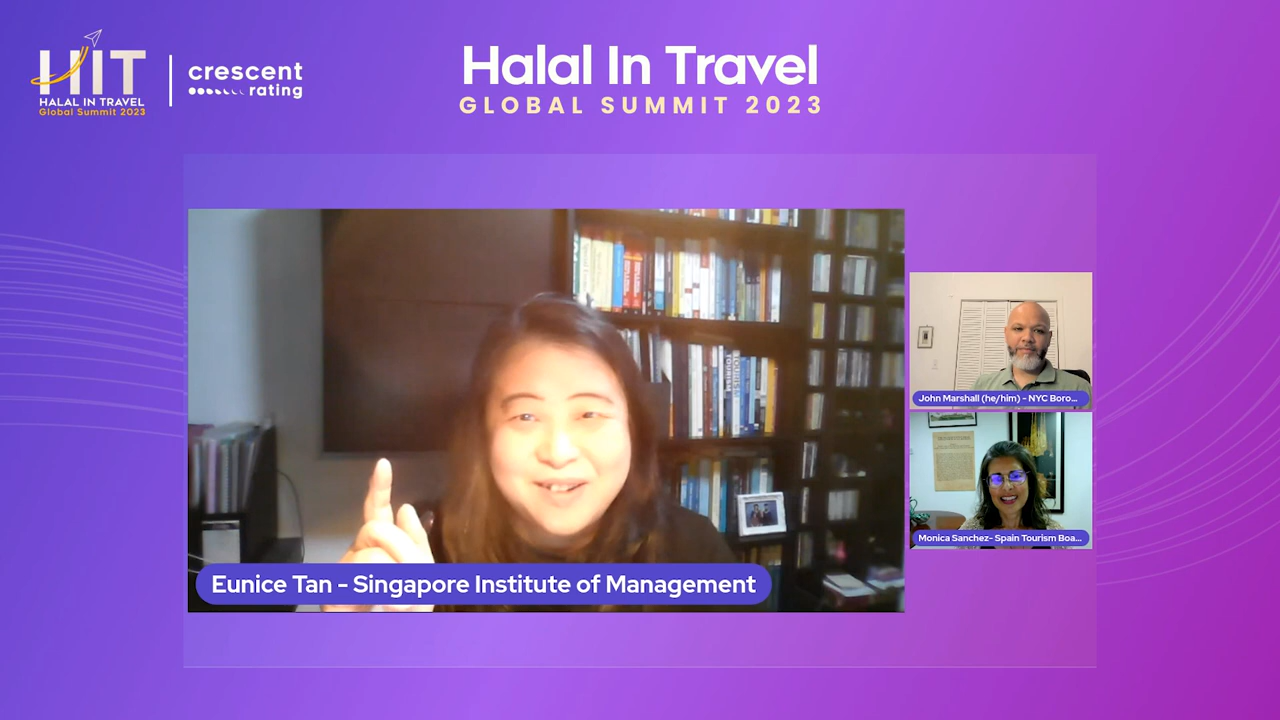 HIT
HALAL IN TRAVEL
Global Summit 2023
crescent
rating
Halal In Travel
GLOBAL SUMMIT 2023
TOURISM
John Marshall (he/him) - NYC Boro...
Monica Sanchez- Spain Tourism Boa...
Eunice Tan - Singapore Institute of Management